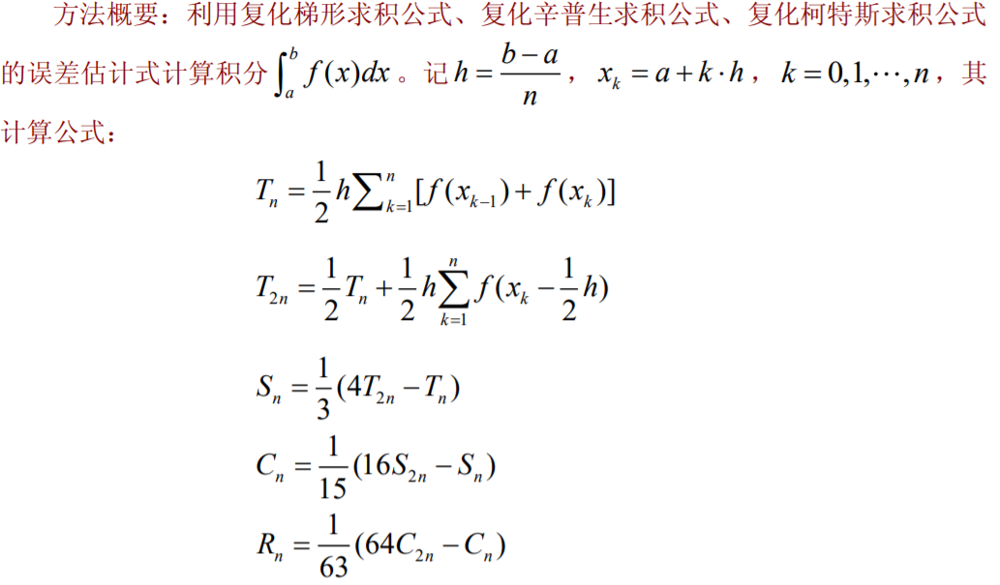 方法概要：利用复化梯形求积公式、复化辛普生求积公式、复化柯特斯求积公式
的误差估计式计算积分 $\int_a^b f(x)dx$ 。记 $h=\frac{b-a}{n}$ ， $x_k=a+k\cdot h$ ， $k=0,1,\cdots,n$ ，其
计算公式：
$T_n=\frac{1}{2}h\sum_{k=1}^{n}[f(x_{k-1})+f(x_k)]$
$T_{2n}=\frac{1}{2}T_n+\frac{1}{2}h\sum_{k=1}^{n}f(x_k-\frac{1}{2}h)$
$S_n=\frac{1}{3}(4T_{2n}-T_n)$
$C_n=\frac{1}{15}(16S_{2n}-S_n)$
$R_n=\frac{1}{63}(64C_{2n}-C_n)$